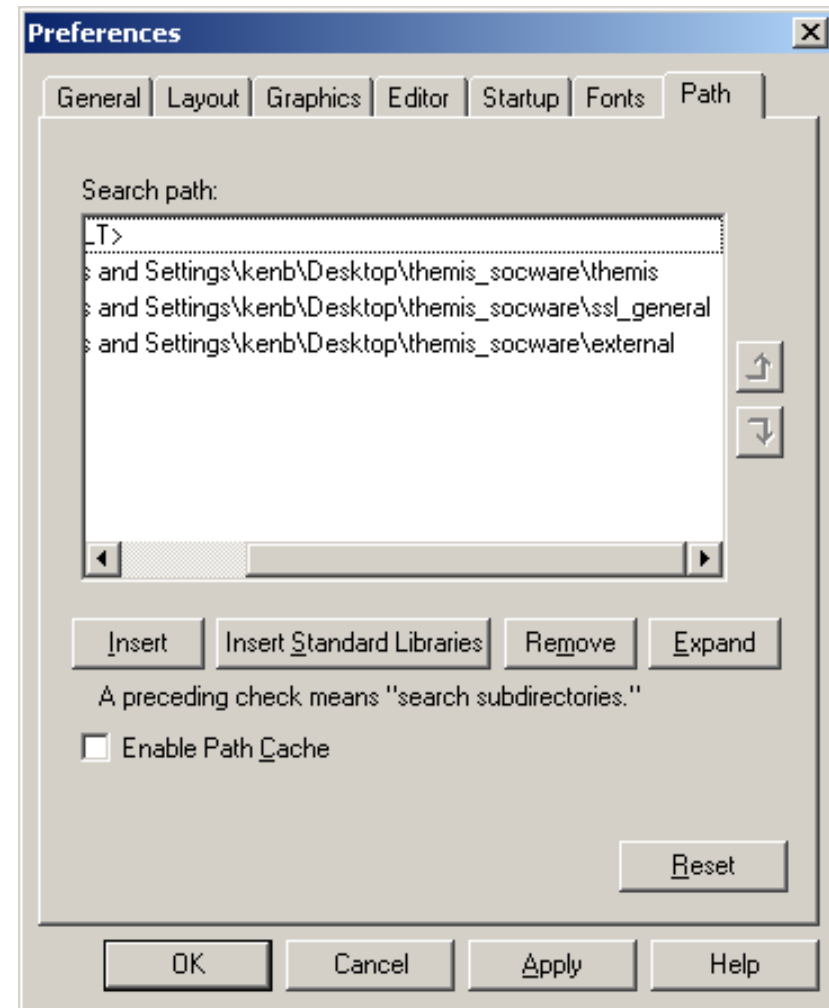 Preferences
General Layout Graphics Editor Startup Fonts Path
Search path:
_T>
s and Settings\kenb\Desktop\themis_socware\themis
s and Settings\kenb\Desktop\themis_socware\ssl_general
s and Settings\kenb\Desktop\themis_socware\external
Insert Insert Standard Libraries Remove Expand
A preceding check means "search subdirectories."
Enable Path Cache
Reset
OK Cancel Apply Help